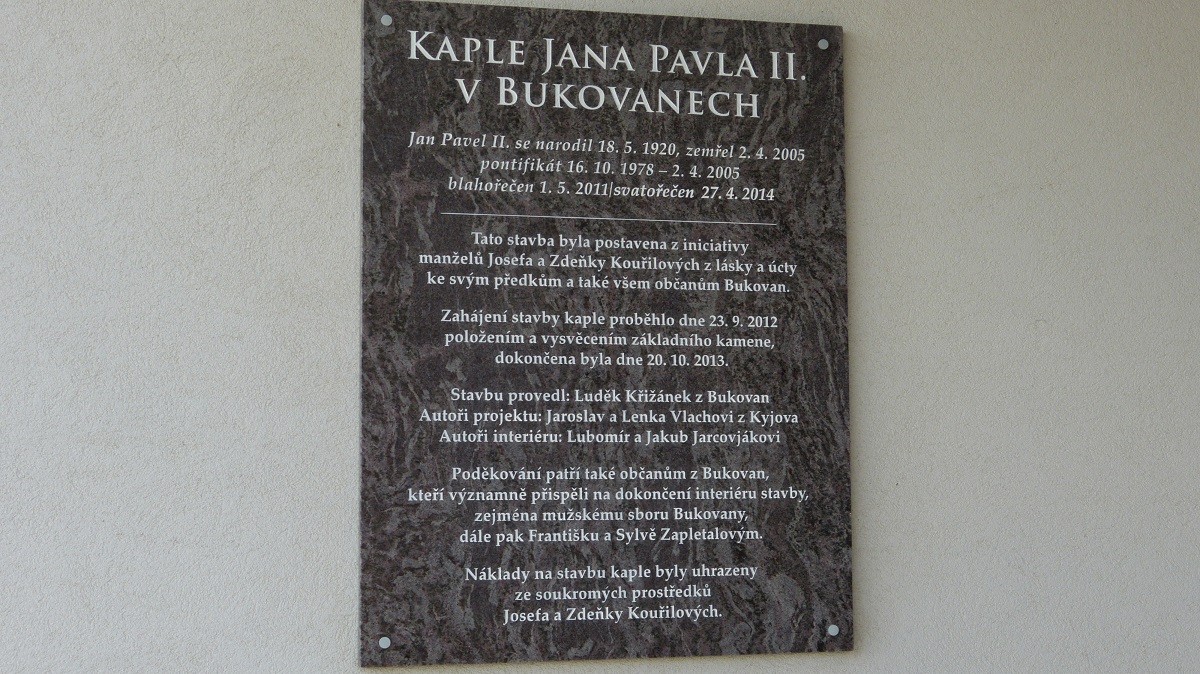 Kaple Jana Pavla II.
v Bukovanech
Jan Pavel II. se narodil 18. 5. 1920, zemřel 2. 4. 2005
pontifikát 16. 10. 1978 – 2. 4. 2005
blahořečen 1. 5. 2011|svatořečen 27. 4. 2014
Tato stavba byla postavena z iniciativy
manželů Josefa a Zdeňky Kouřilových z lásky a úcty
ke svým předkům a také všem občanům Bukovan.
Zahájení stavby kaple proběhlo dne 23. 9. 2012
položením a vysvěcením základního kamene,
dokončena byla dne 20. 10. 2013.
Stavbu provedl: Luděk Křižánek z Bukovan
Autoři projektu: Jaroslav a Lenka Vlachovi z Kyjova
Autoři interiéru: Lubomír a Jakub Jarcovjákovi
Poděkování patří také občanům z Bukovan,
kteří významně přispěli na dokončení interiéru stavby,
zejména mužskému sboru Bukovany,
dále pak Františku a Sylvě Zapletalovým.
Náklady na stavbu kaple byly uhrazeny
ze soukromých prostředků
Josefa a Zdeňky Kouřilových.